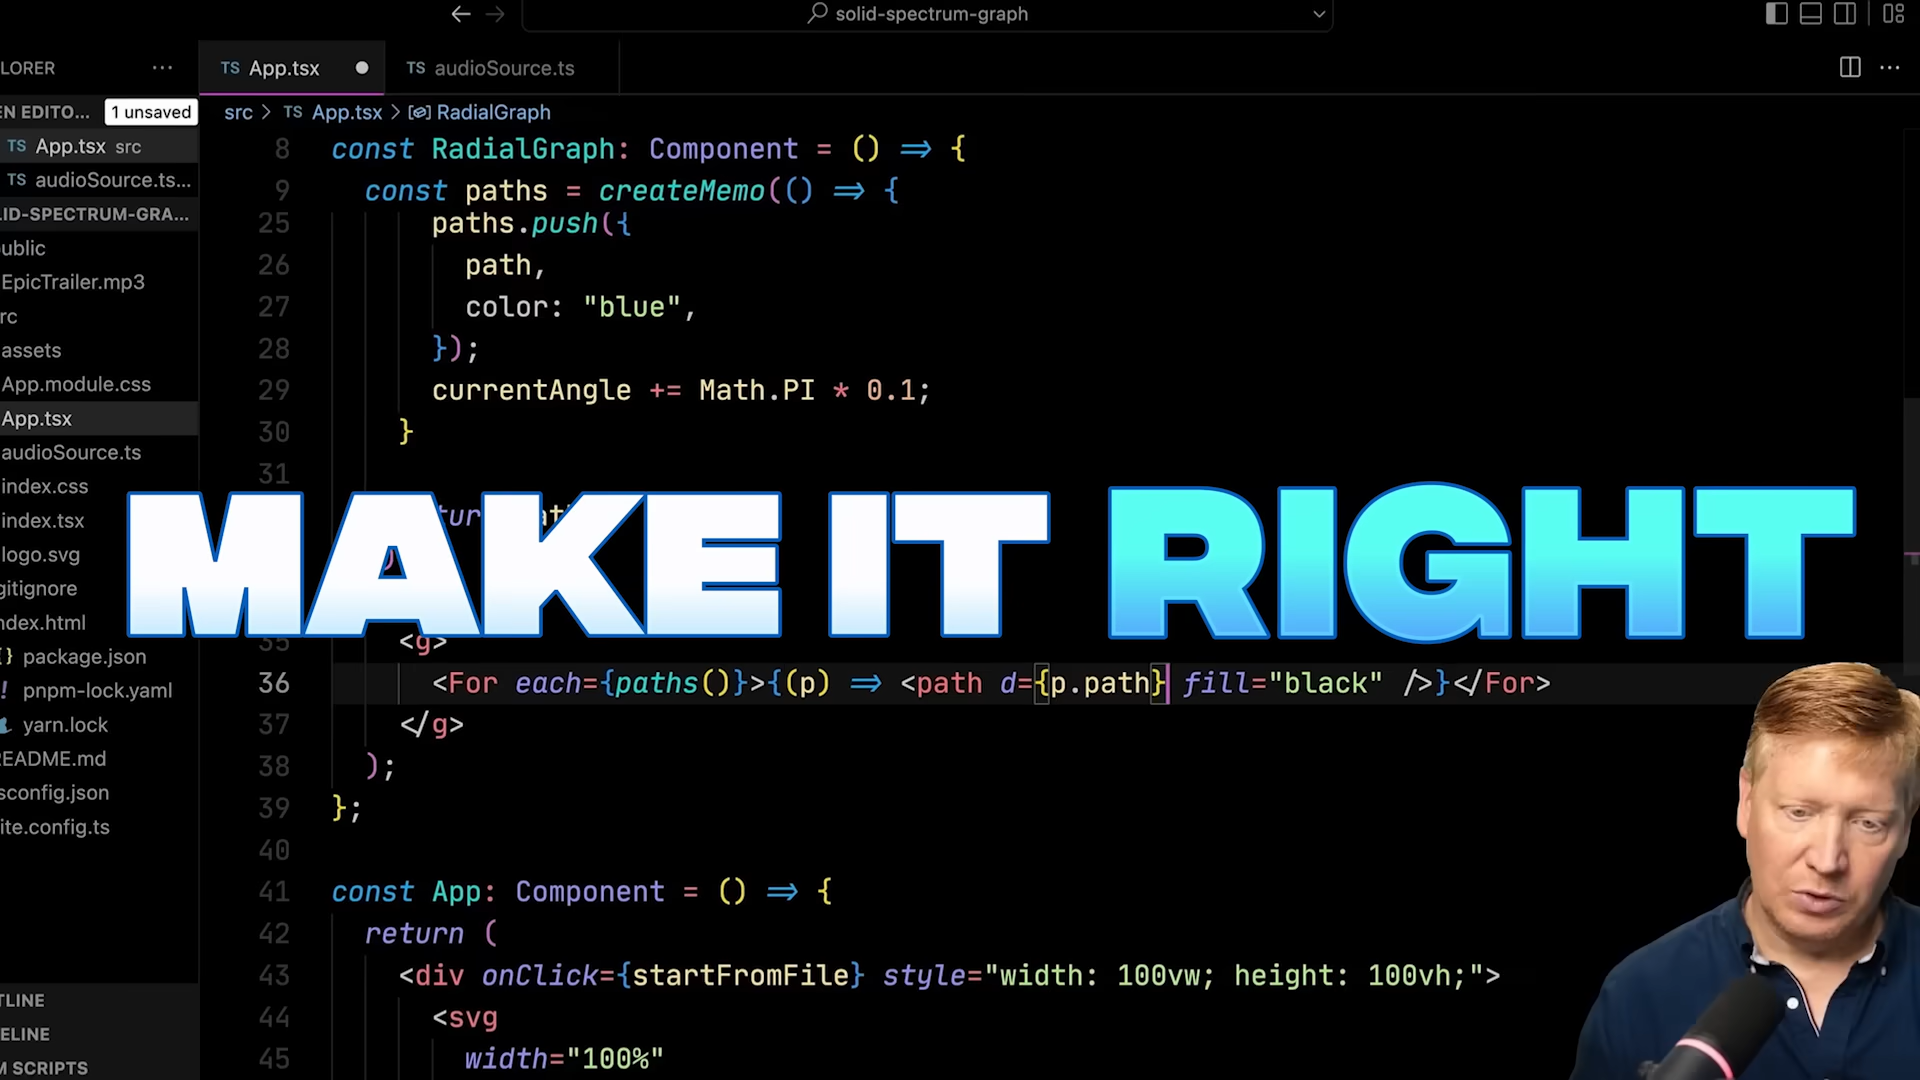 solid-spectrum-graph
LORER
TS App.tsx
TS audioSource.ts
EN EDITO... 1 unsaved
src > TS App.tsx > RadialGraph
TS App.tsx src
TS audioSource.ts...
LID-SPECTRUM-GRA...
ublic
EpicTrailer.mp3
rc
assets
App.module.css
App.tsx
audioSource.ts
index.css
index.tsx
logo.svg
gitignore
ndex.html
package.json
pnpm-lock.yaml
yarn.lock
EADME.md
sconfig.json
ite.config.ts
TLINE
ELINE
M SCRIPTS
8 const RadialGraph: Component = () => {
9 const paths = createMemo(() => {
25 paths.push({
26 path,
27 color: "blue",
28 });
29 currentAngle += Math.PI * 0.1;
30 }
31
MAKE IT RIGHT
35 <g>
36 <For each={paths()}>{(p) => <path d={p.path} fill="black" />}</For>
37 </g>
38 );
39 };
40
41 const App: Component = () => {
42 return (
43 <div onClick={startFromFile} style="width: 100vw; height: 100vh;">
44 <svg
45 width="100%"